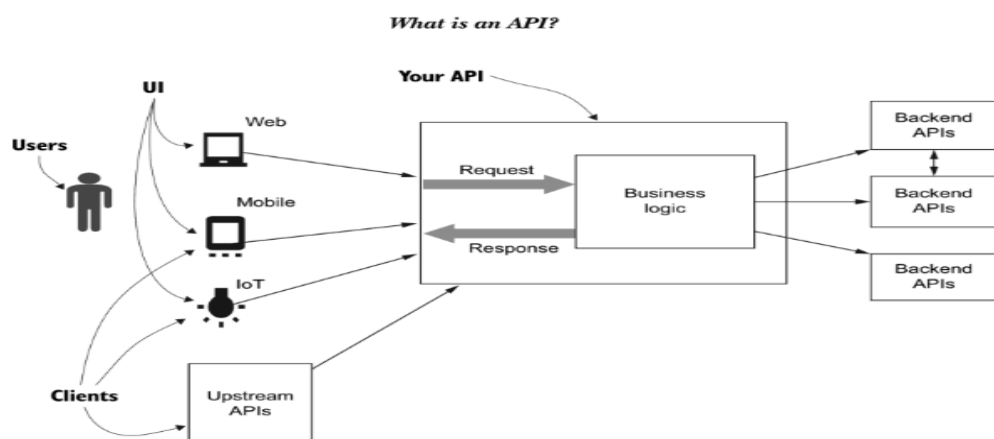 What is an API?
Your API
UI
Web
Users
Mobile
IoT
Clients
Upstream
APIs
Request
Response
Business
logic
Backend
APIs
Backend
APIs
Backend
APIs